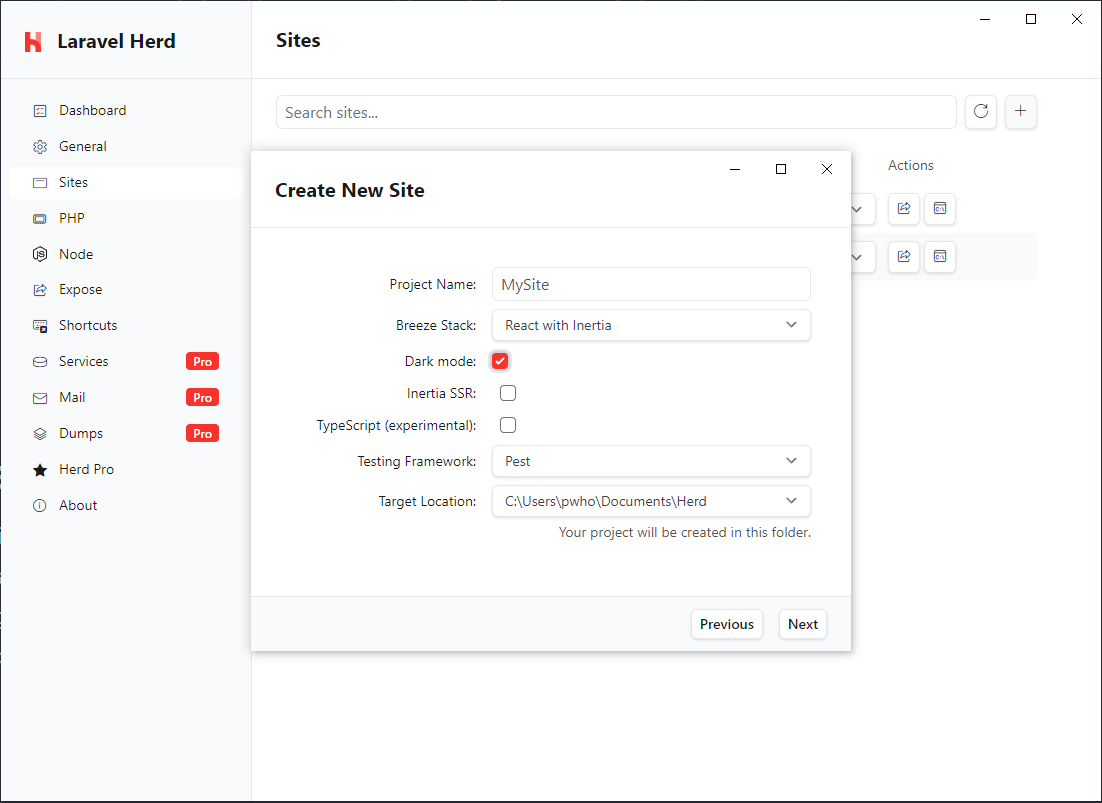 Laravel Herd
Sites
Dashboard
General
Sites
PHP
Node
Expose
Shortcuts
Services Pro
Mail Pro
Dumps Pro
Herd Pro
About
Search sites...
Actions
Create New Site
Project Name: MySite
Breeze Stack: React with Inertia
Dark mode:
Inertia SSR:
TypeScript (experimental):
Testing Framework: Pest
Target Location: C:\Users\pwho\Documents\Herd
Your project will be created in this folder.
Previous Next